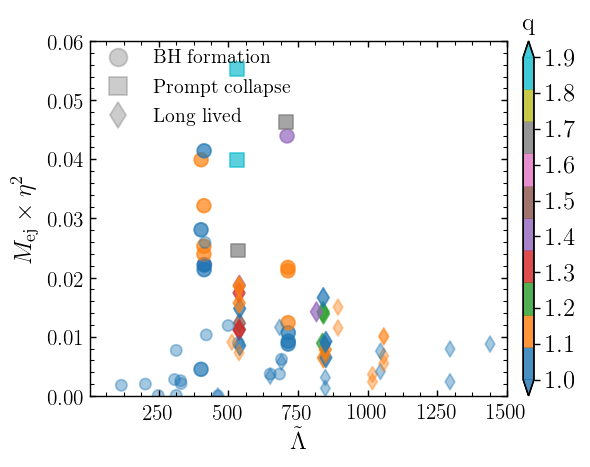 q
0.06
0.05
0.04
0.03
0.02
0.01
0.00
M_ej × η²
BH formation
Prompt collapse
Long lived
1.9
1.8
1.7
1.6
1.5
1.4
1.3
1.2
1.1
1.0
250 500 750 1000 1250 1500
Λ̃